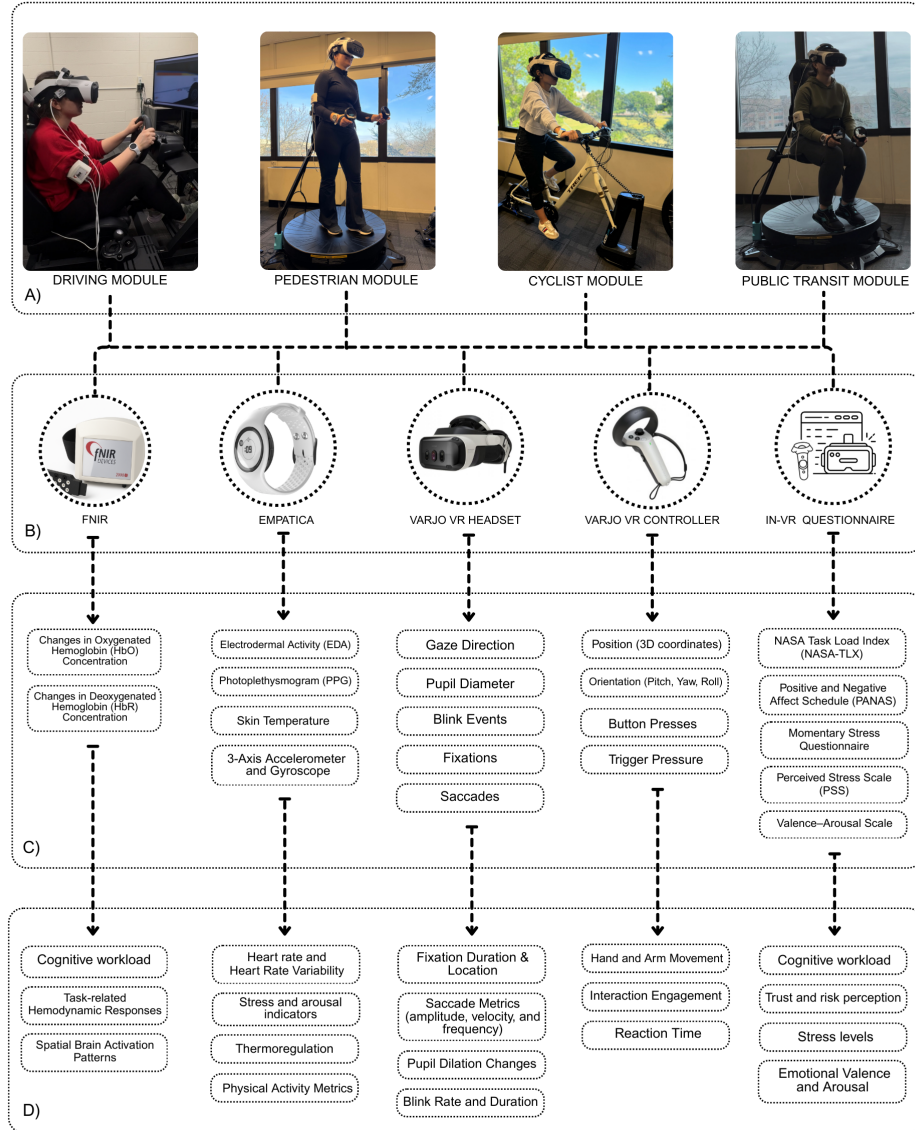 DRIVING MODULE
PEDESTRIAN MODULE
CYCLIST MODULE
PUBLIC TRANSIT MODULE
A)
fNIR
DEVICES
FNIR
EMPATICA
VARJO VR HEADSET
VARJO VR CONTROLLER
IN-VR QUESTIONNAIRE
B)
Changes in Oxygenated
Hemoglobin (HbO)
Concentration
Changes in Deoxygenated
Hemoglobin (HbR)
Concentration
Electrodermal Activity (EDA)
Photoplethysmogram (PPG)
Skin Temperature
3-Axis Accelerometer
and Gyroscope
Gaze Direction
Pupil Diameter
Blink Events
Fixations
Saccades
Position (3D coordinates)
Orientation (Pitch, Yaw, Roll)
Button Presses
Trigger Pressure
NASA Task Load Index
(NASA-TLX)
Positive and Negative
Affect Schedule (PANAS)
Momentary Stress
Questionnaire
Perceived Stress Scale
(PSS)
Valence–Arousal Scale
C)
Cognitive workload
Task-related
Hemodynamic Responses
Spatial Brain Activation
Patterns
Heart rate and
Heart Rate Variability
Stress and arousal
indicators
Thermoregulation
Physical Activity Metrics
Fixation Duration &
Location
Saccade Metrics
(amplitude, velocity, and
frequency)
Pupil Dilation Changes
Blink Rate and Duration
Hand and Arm Movement
Interaction Engagement
Reaction Time
Cognitive workload
Trust and risk perception
Stress levels
Emotional Valence
and Arousal
D)